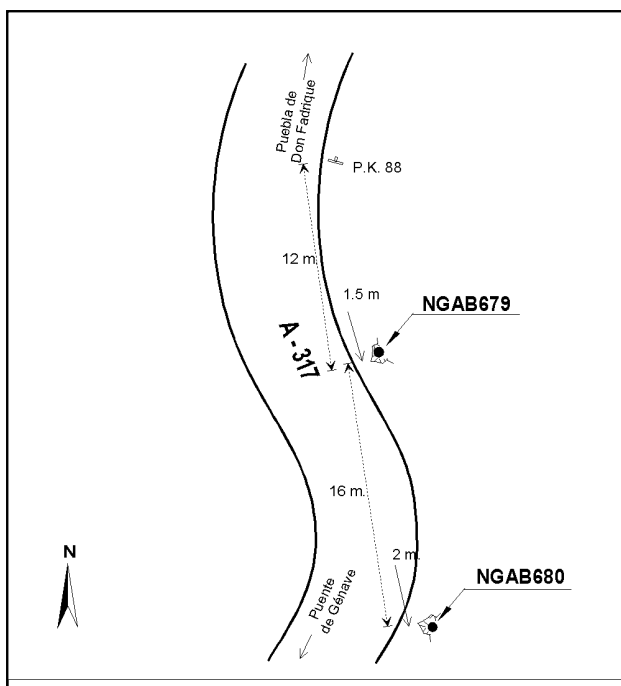 Puebla de
Don Fadrique
P.K. 88
12 m.
1.5 m
NGAB679
A - 317
16 m.
2 m.
NGAB680
N
Puente
de Génave